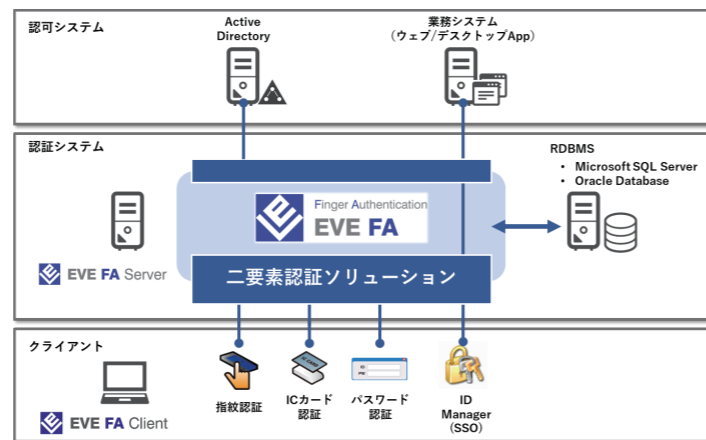 認可システム
Active
Directory
業務システム
（ウェブ/デスクトップApp）
認証システム
RDBMS
• Microsoft SQL Server
• Oracle Database
Finger Authentication
EVE FA
EVE FA Server
二要素認証ソリューション
クライアント
EVE FA Client
指紋認証
ICカード
認証
パスワード
認証
ID
Manager
（SSO）